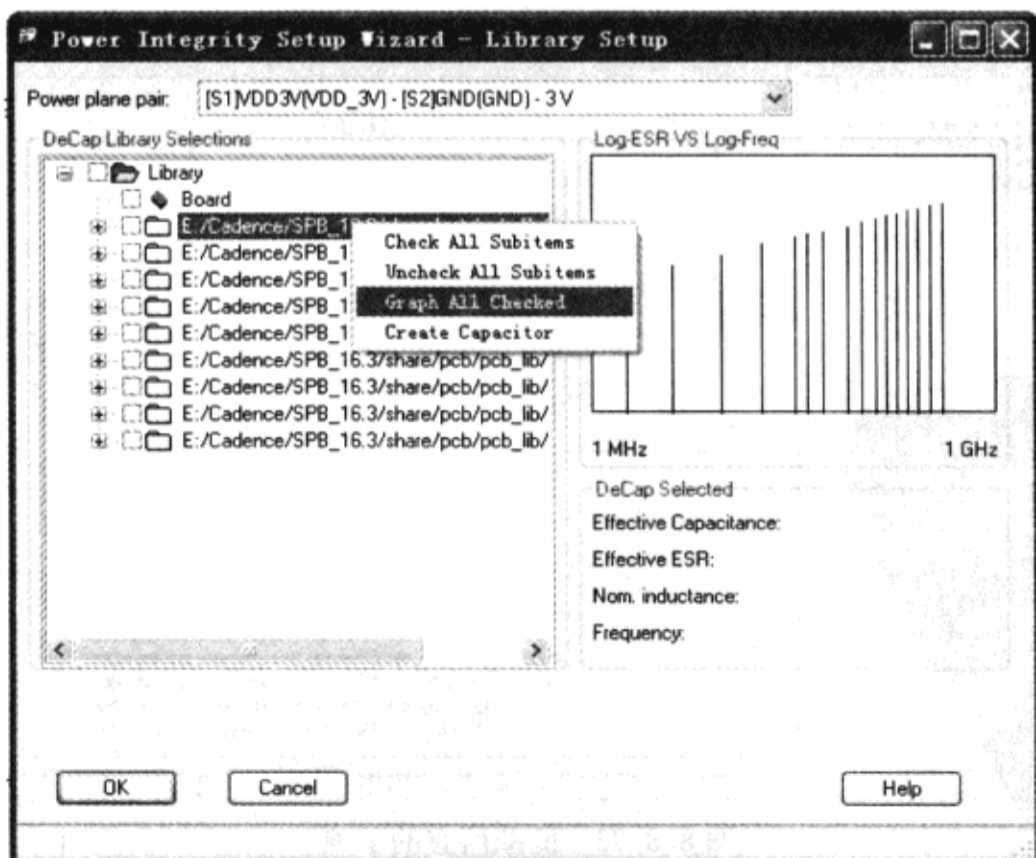 Power Integrity Setup Wizard - Library Setup
Power plane pair: [S1]VDD3V(VDD_3V) - [S2]GND(GND) - 3 V
DeCap Library Selections
Library
Board
E:/Cadence/SPB_1
E:/Cadence/SPB_1
E:/Cadence/SPB_1
E:/Cadence/SPB_1
E:/Cadence/SPB_1
E:/Cadence/SPB_16.3/share/pcb/pcb_lib/
E:/Cadence/SPB_16.3/share/pcb/pcb_lib/
E:/Cadence/SPB_16.3/share/pcb/pcb_lib/
E:/Cadence/SPB_16.3/share/pcb/pcb_lib/
Check All Subitems
Uncheck All Subitems
Graph All Checked
Create Capacitor
Log-ESR VS Log-Freq
1 MHz
1 GHz
DeCap Selected
Effective Capacitance:
Effective ESR:
Nom. inductance:
Frequency:
OK
Cancel
Help